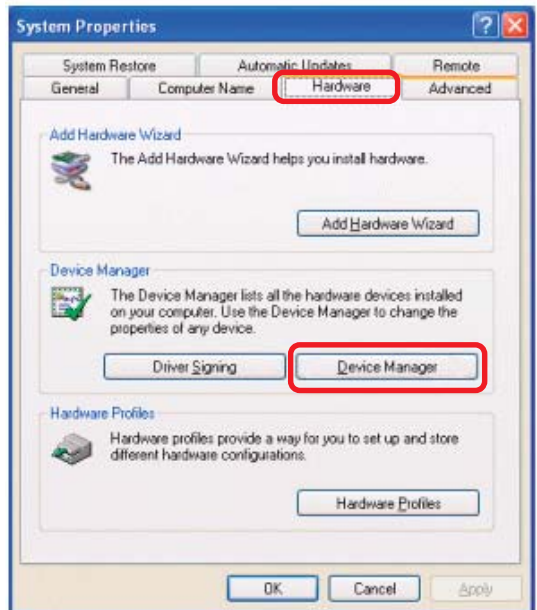 System Properties
System Restore Automatic Updates Remote
General Computer Name Hardware Advanced
Add Hardware Wizard
The Add Hardware Wizard helps you install hardware.
Add Hardware Wizard
Device Manager
The Device Manager lists all the hardware devices installed
on your computer. Use the Device Manager to change the
properties of any device.
Driver Signing Device Manager
Hardware Profiles
Hardware profiles provide a way for you to set up and store
different hardware configurations.
Hardware Profiles
OK Cancel Apply